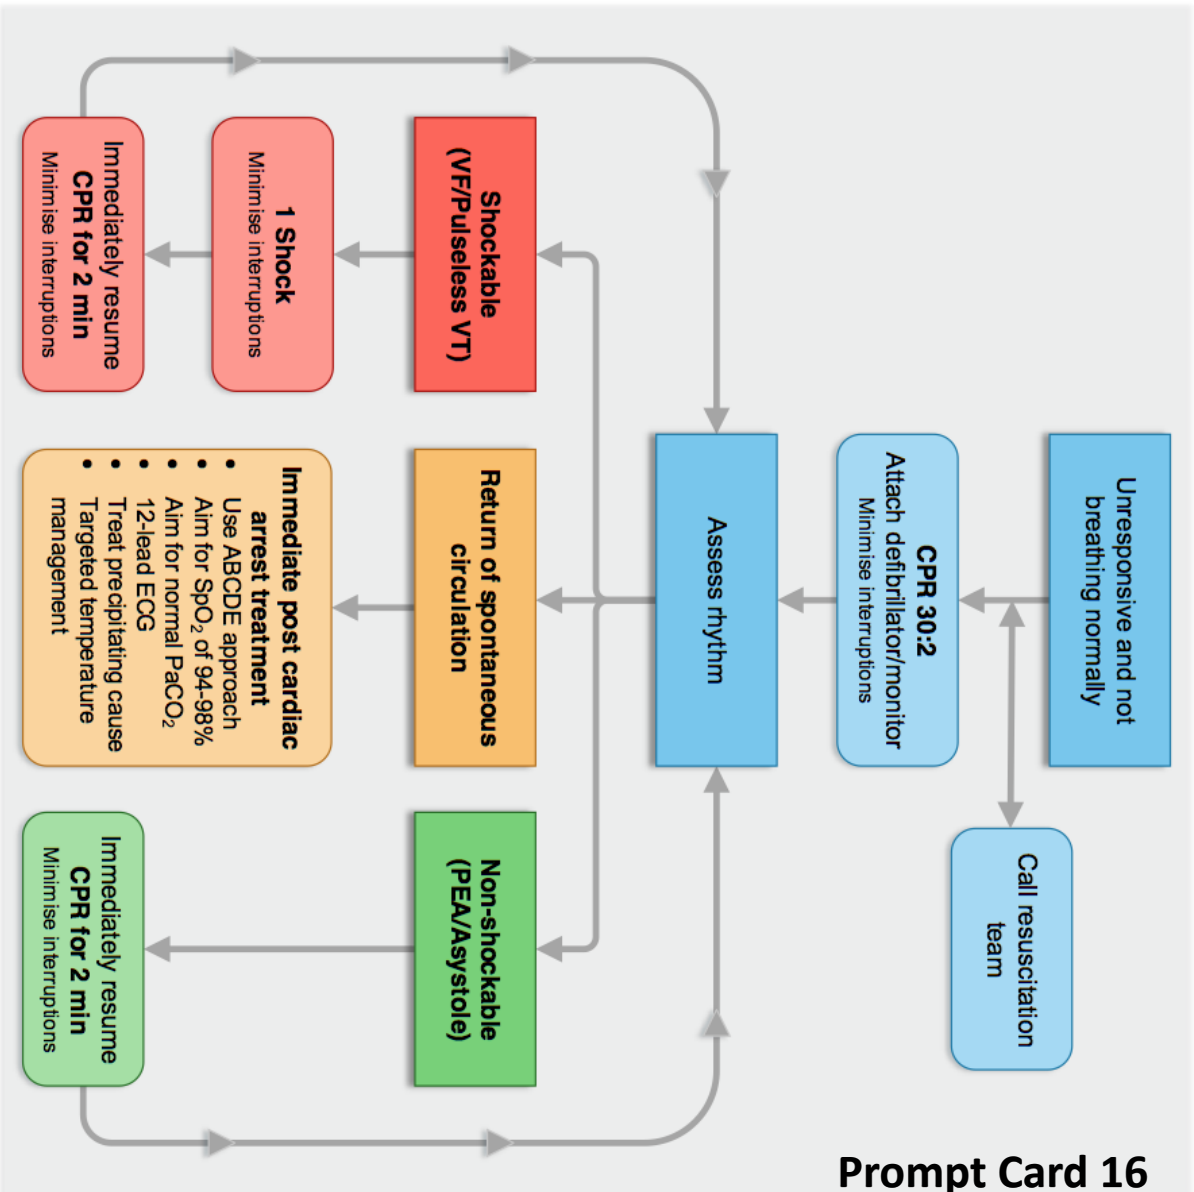 Prompt Card 16
Unresponsive and not
breathing normally
Call resuscitation
team
CPR 30:2
Attach defibrillator/monitor
Minimise interruptions
Assess rhythm
Shockable
(VF/Pulseless VT)
Return of spontaneous
circulation
Non-shockable
(PEA/Asystole)
1 Shock
Minimise interruptions
Immediately resume
CPR for 2 min
Minimise interruptions
Immediate post cardiac
arrest treatment
• Use ABCDE approach
• Aim for SpO₂ of 94-98%
• Aim for normal PaCO₂
• 12-lead ECG
• Treat precipitating cause
• Targeted temperature
management
Immediately resume
CPR for 2 min
Minimise interruptions